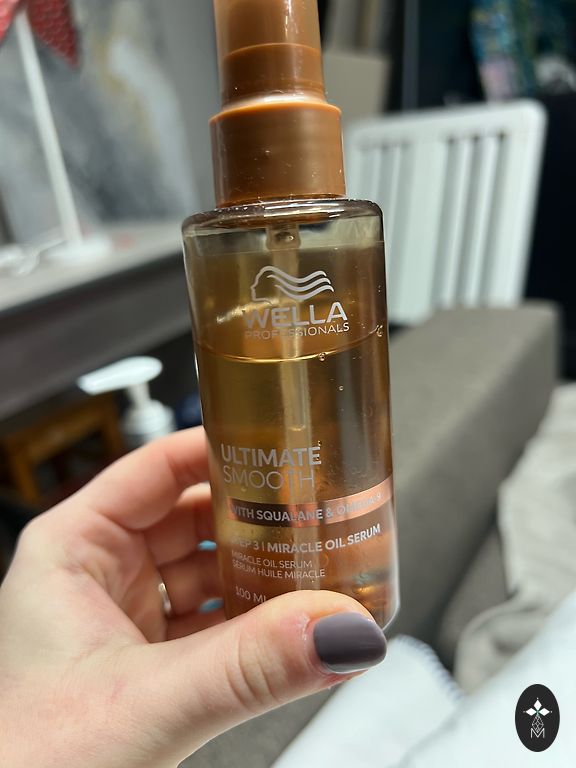 WELLA
PROFESSIONALS
ULTIMATE
SMOOTH
WITH SQUALANE & OMEGA-9
STEP 3 | MIRACLE OIL SERUM
MIRACLE OIL SERUM
SÉRUM HUILE MIRACLE
100 ML
M